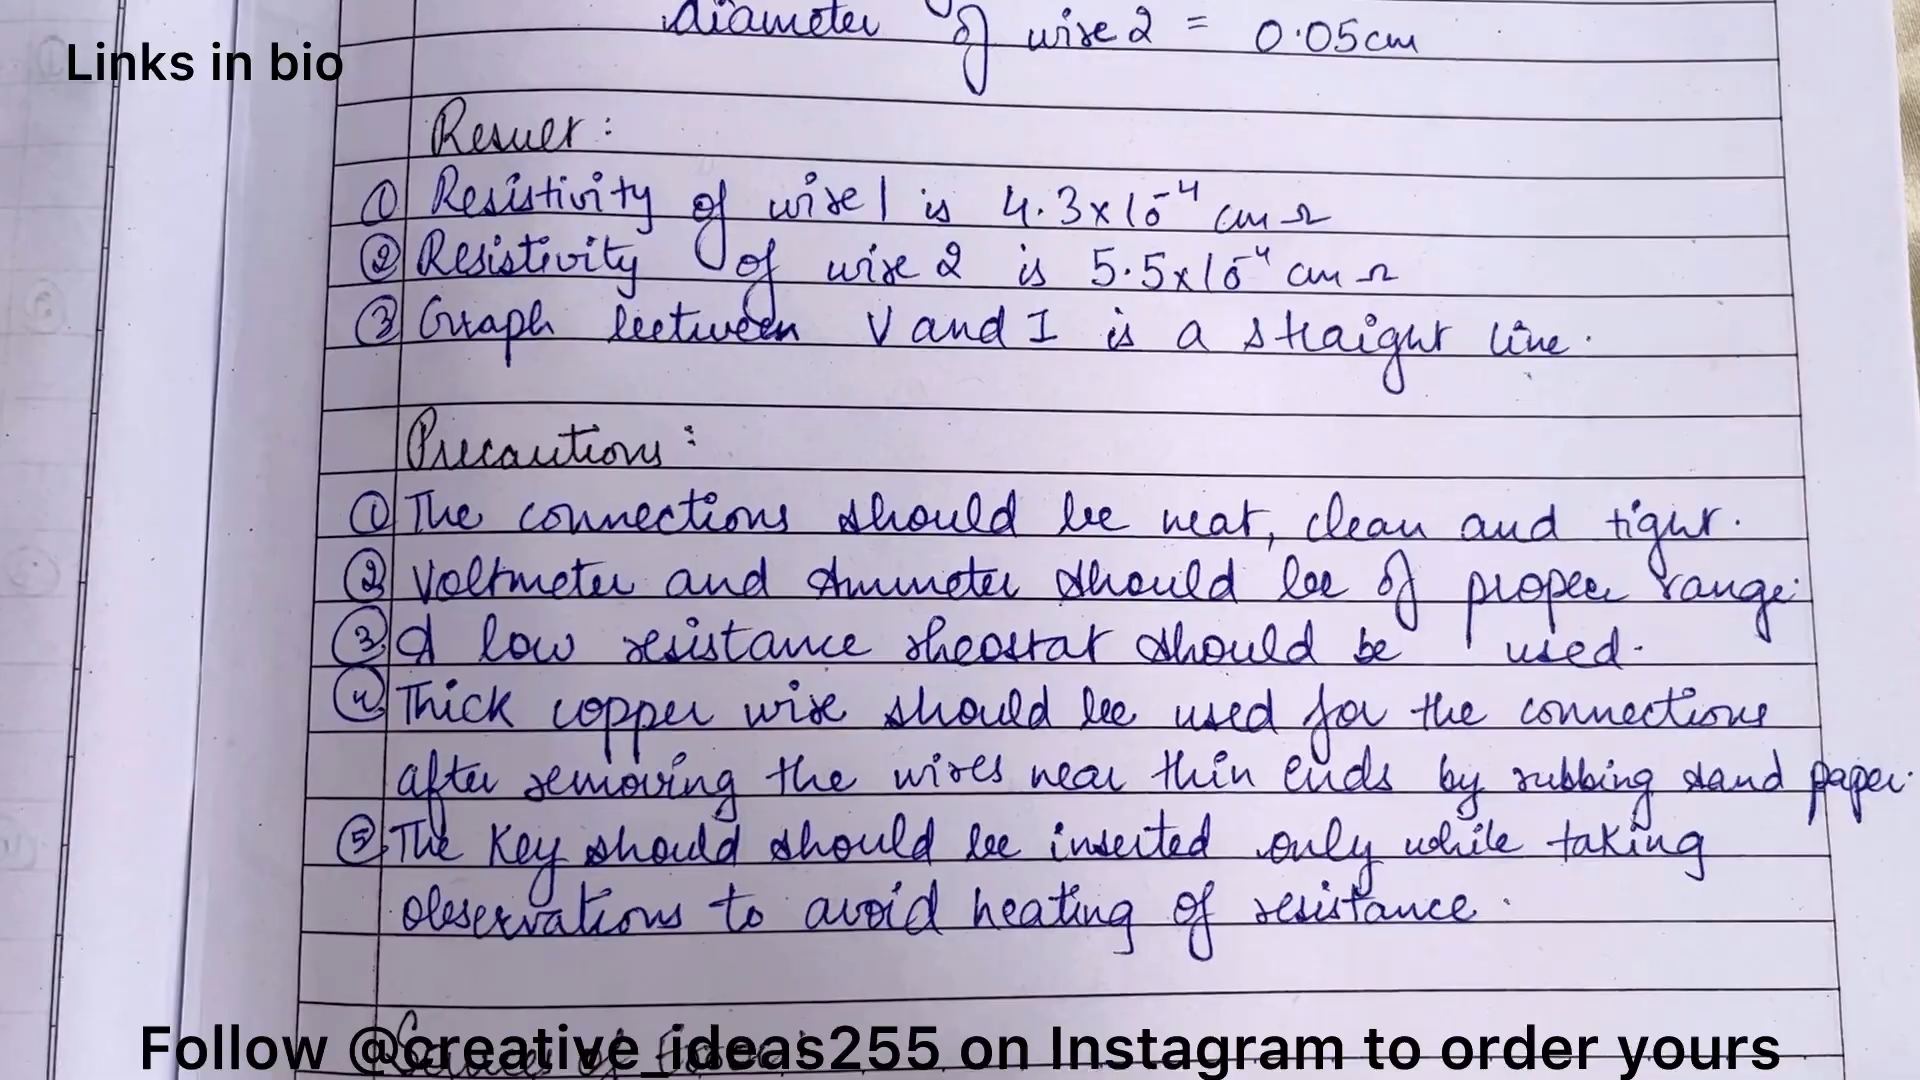 diameter of wire 2 = 0.05cm
Links in bio
Result:
① Resistivity of wire 1 is 4.3×10⁻⁴ cm Ω
② Resistivity of wire 2 is 5.5×10⁻⁴ cm Ω
③ Graph between V and I is a straight line.
Precautions:
① The connections should be neat, clean and tight.
② Voltmeter and Ammeter should be of proper range.
③ A low resistance rheostat should be used.
④ Thick copper wire should be used for the connections
after removing the wires near thin ends by rubbing sand paper.
⑤ The Key should should be inserted only while taking
observations to avoid heating of resistance.
Follow @creative_ideas255 on Instagram to order yours